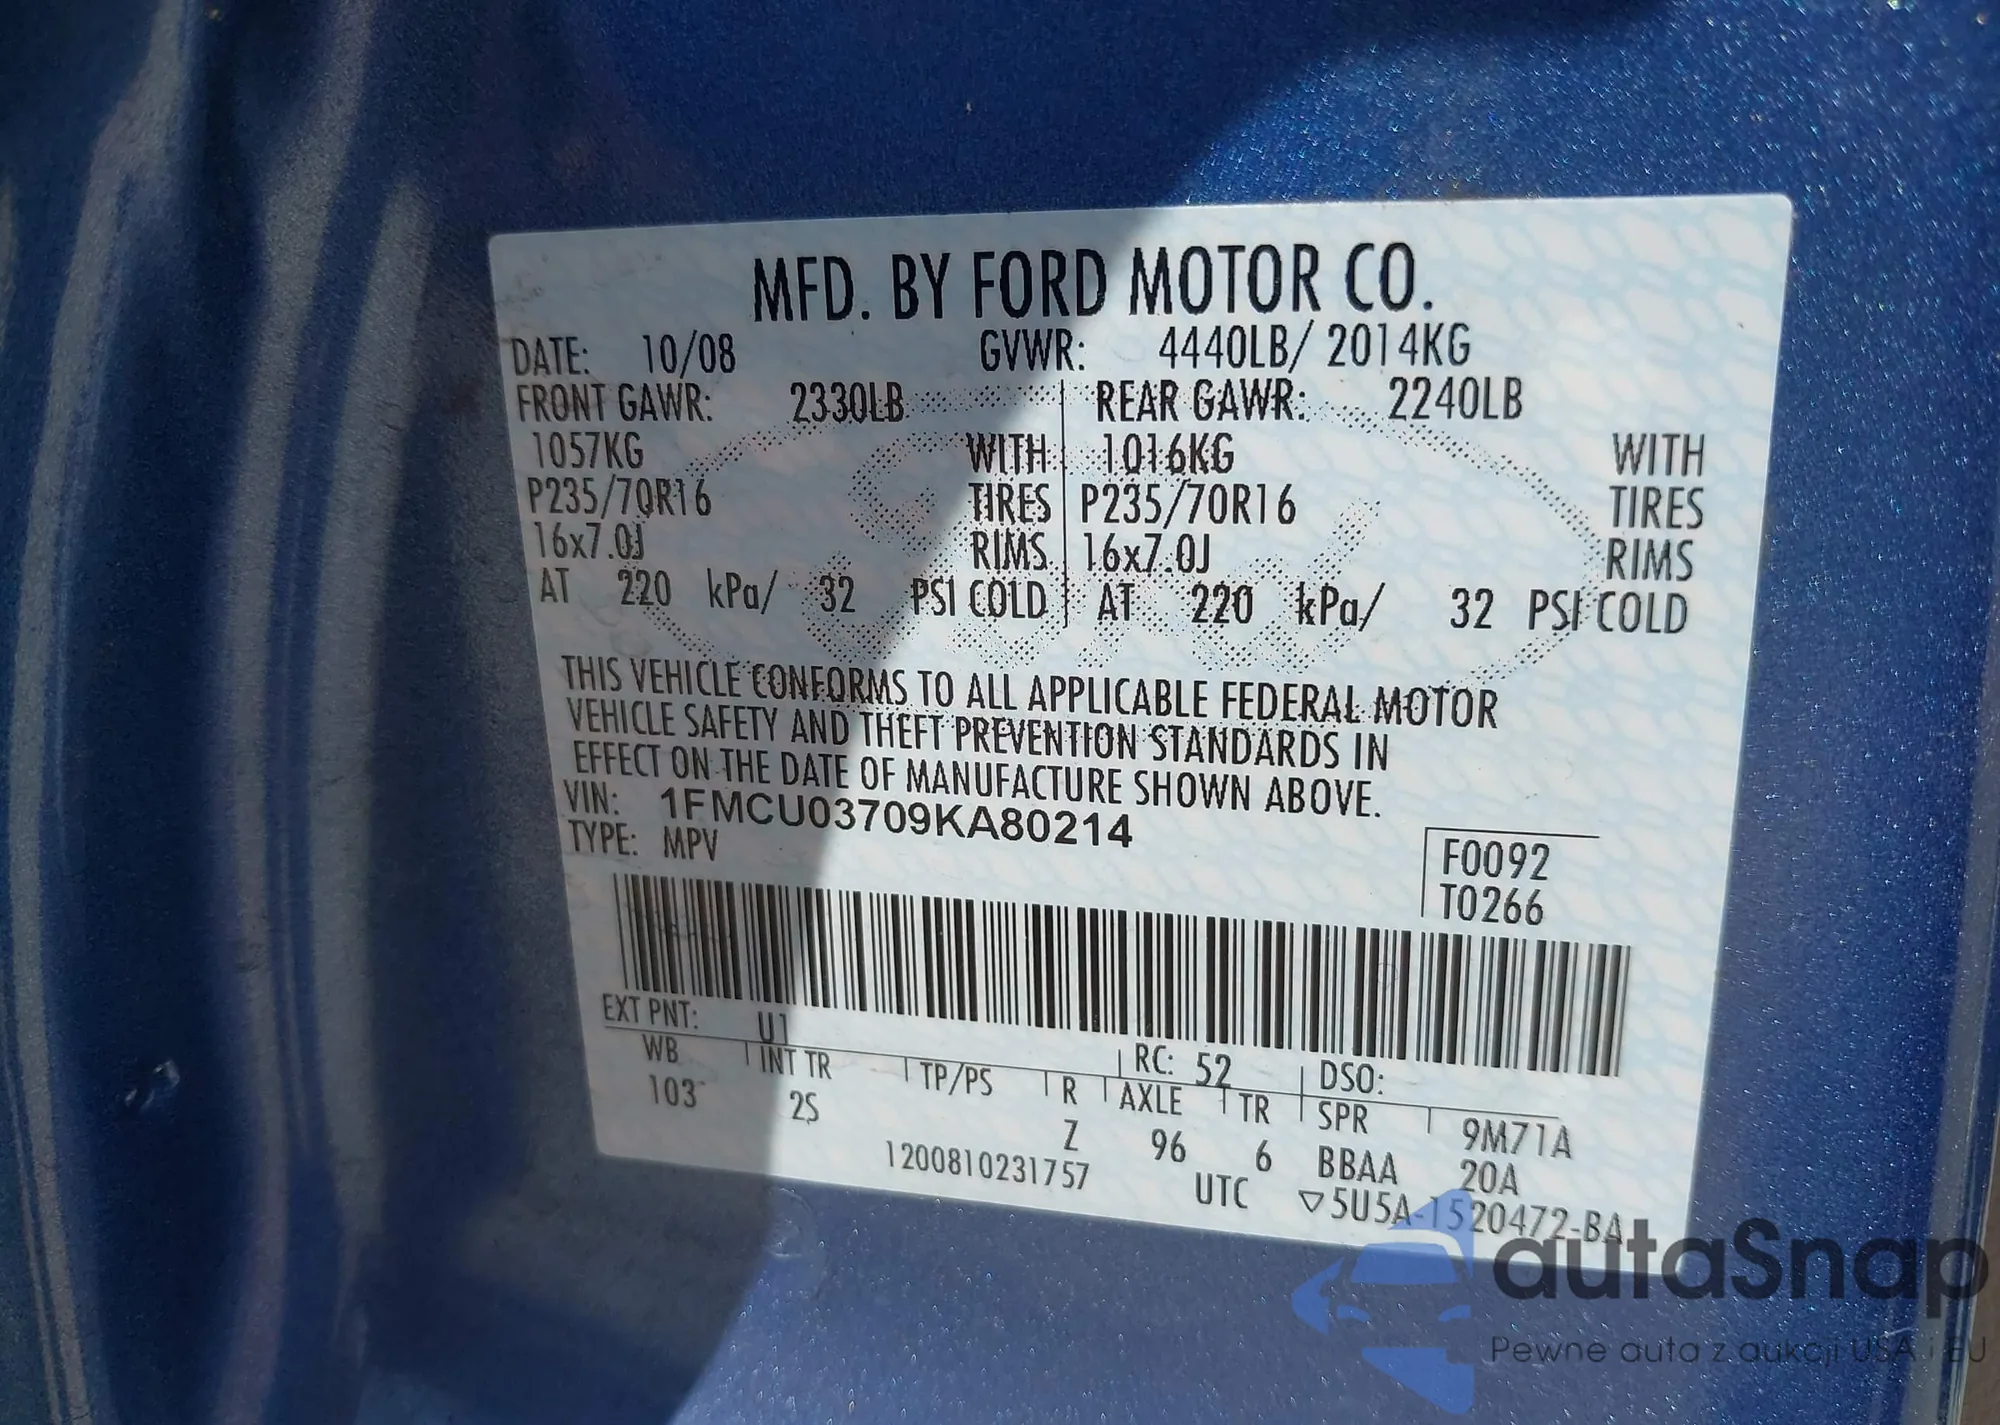 MFD. BY FORD MOTOR CO.
DATE: 10/08 GVWR: 4440LB/ 2014KG
FRONT GAWR: 2330LB REAR GAWR: 2240LB
1057KG WITH 1016KG WITH
P235/70R16 TIRES P235/70R16 TIRES
16x7.0J RIMS 16x7.0J RIMS
AT 220 kPa/ 32 PSI COLD AT 220 kPa/ 32 PSI COLD
THIS VEHICLE CONFORMS TO ALL APPLICABLE FEDERAL MOTOR
VEHICLE SAFETY AND THEFT PREVENTION STANDARDS IN
EFFECT ON THE DATE OF MANUFACTURE SHOWN ABOVE.
VIN: 1FMCU03709KA80214
TYPE: MPV
F0092
T0266
EXT PNT: U1 RC: 52 DSO:
WB INT TR TP/PS R AXLE TR SPR 9M71A
103 2S Z 96 6 BBAA 20A
1200810231757 UTC ▽5U5A-1520472-BA
autaSnap
Pewne auta z aukcji USA i EU